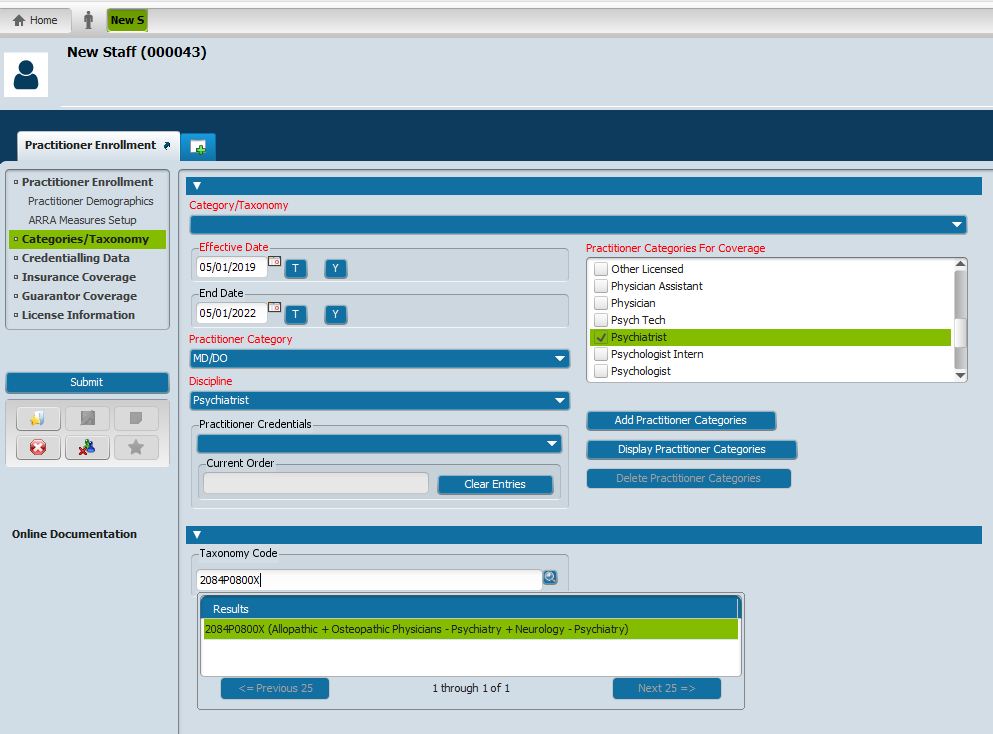 Home
New S
New Staff (000043)
Practitioner Enrollment
Practitioner Enrollment
Practitioner Demographics
ARRA Measures Setup
Categories/Taxonomy
Credentialling Data
Insurance Coverage
Guarantor Coverage
License Information
Submit
Online Documentation
Category/Taxonomy
Effective Date
05/01/2019 T Y
End Date
05/01/2022 T Y
Practitioner Category
MD/DO
Discipline
Psychiatrist
Practitioner Credentials
Current Order
Clear Entries
Practitioner Categories For Coverage
Other Licensed
Physician Assistant
Physician
Psych Tech
Psychiatrist
Psychologist Intern
Psychologist
Add Practitioner Categories
Display Practitioner Categories
Delete Practitioner Categories
Taxonomy Code
2084P0800X
Results
2084P0800X (Allopathic + Osteopathic Physicians - Psychiatry + Neurology - Psychiatry)
<= Previous 25 1 through 1 of 1 Next 25 =>